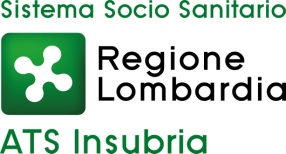 Sistema Socio Sanitario
Regione
Lombardia
ATS Insubria